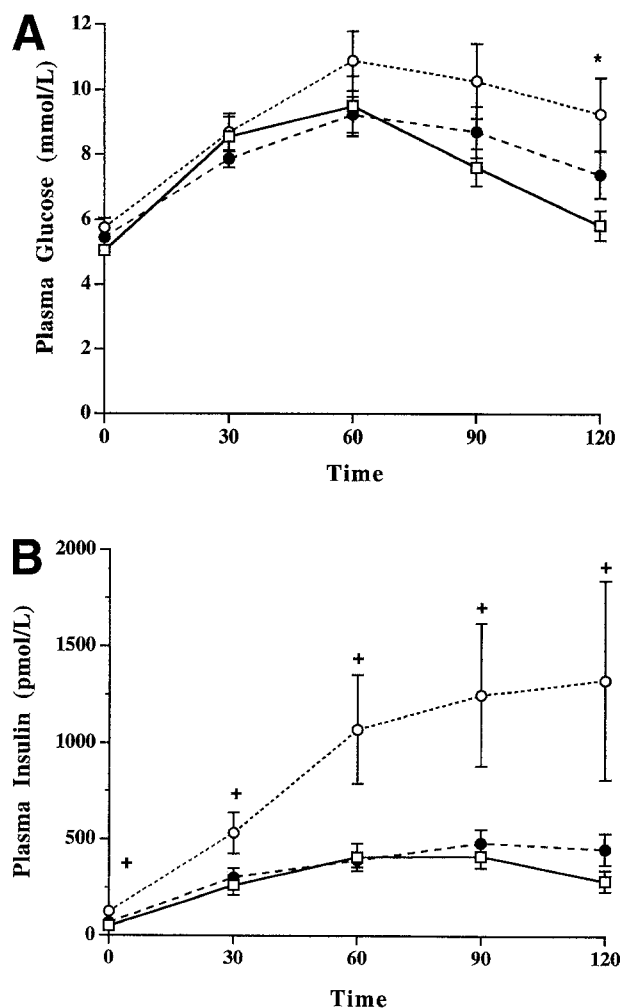 A
Plasma Glucose (mmol/L)
12
10
8
6
4
2
0
*
0 30 60 90 120
Time
B
Plasma Insulin (pmol/L)
2000
1500
1000
500
0
+ + + + +
0 30 60 90 120
Time